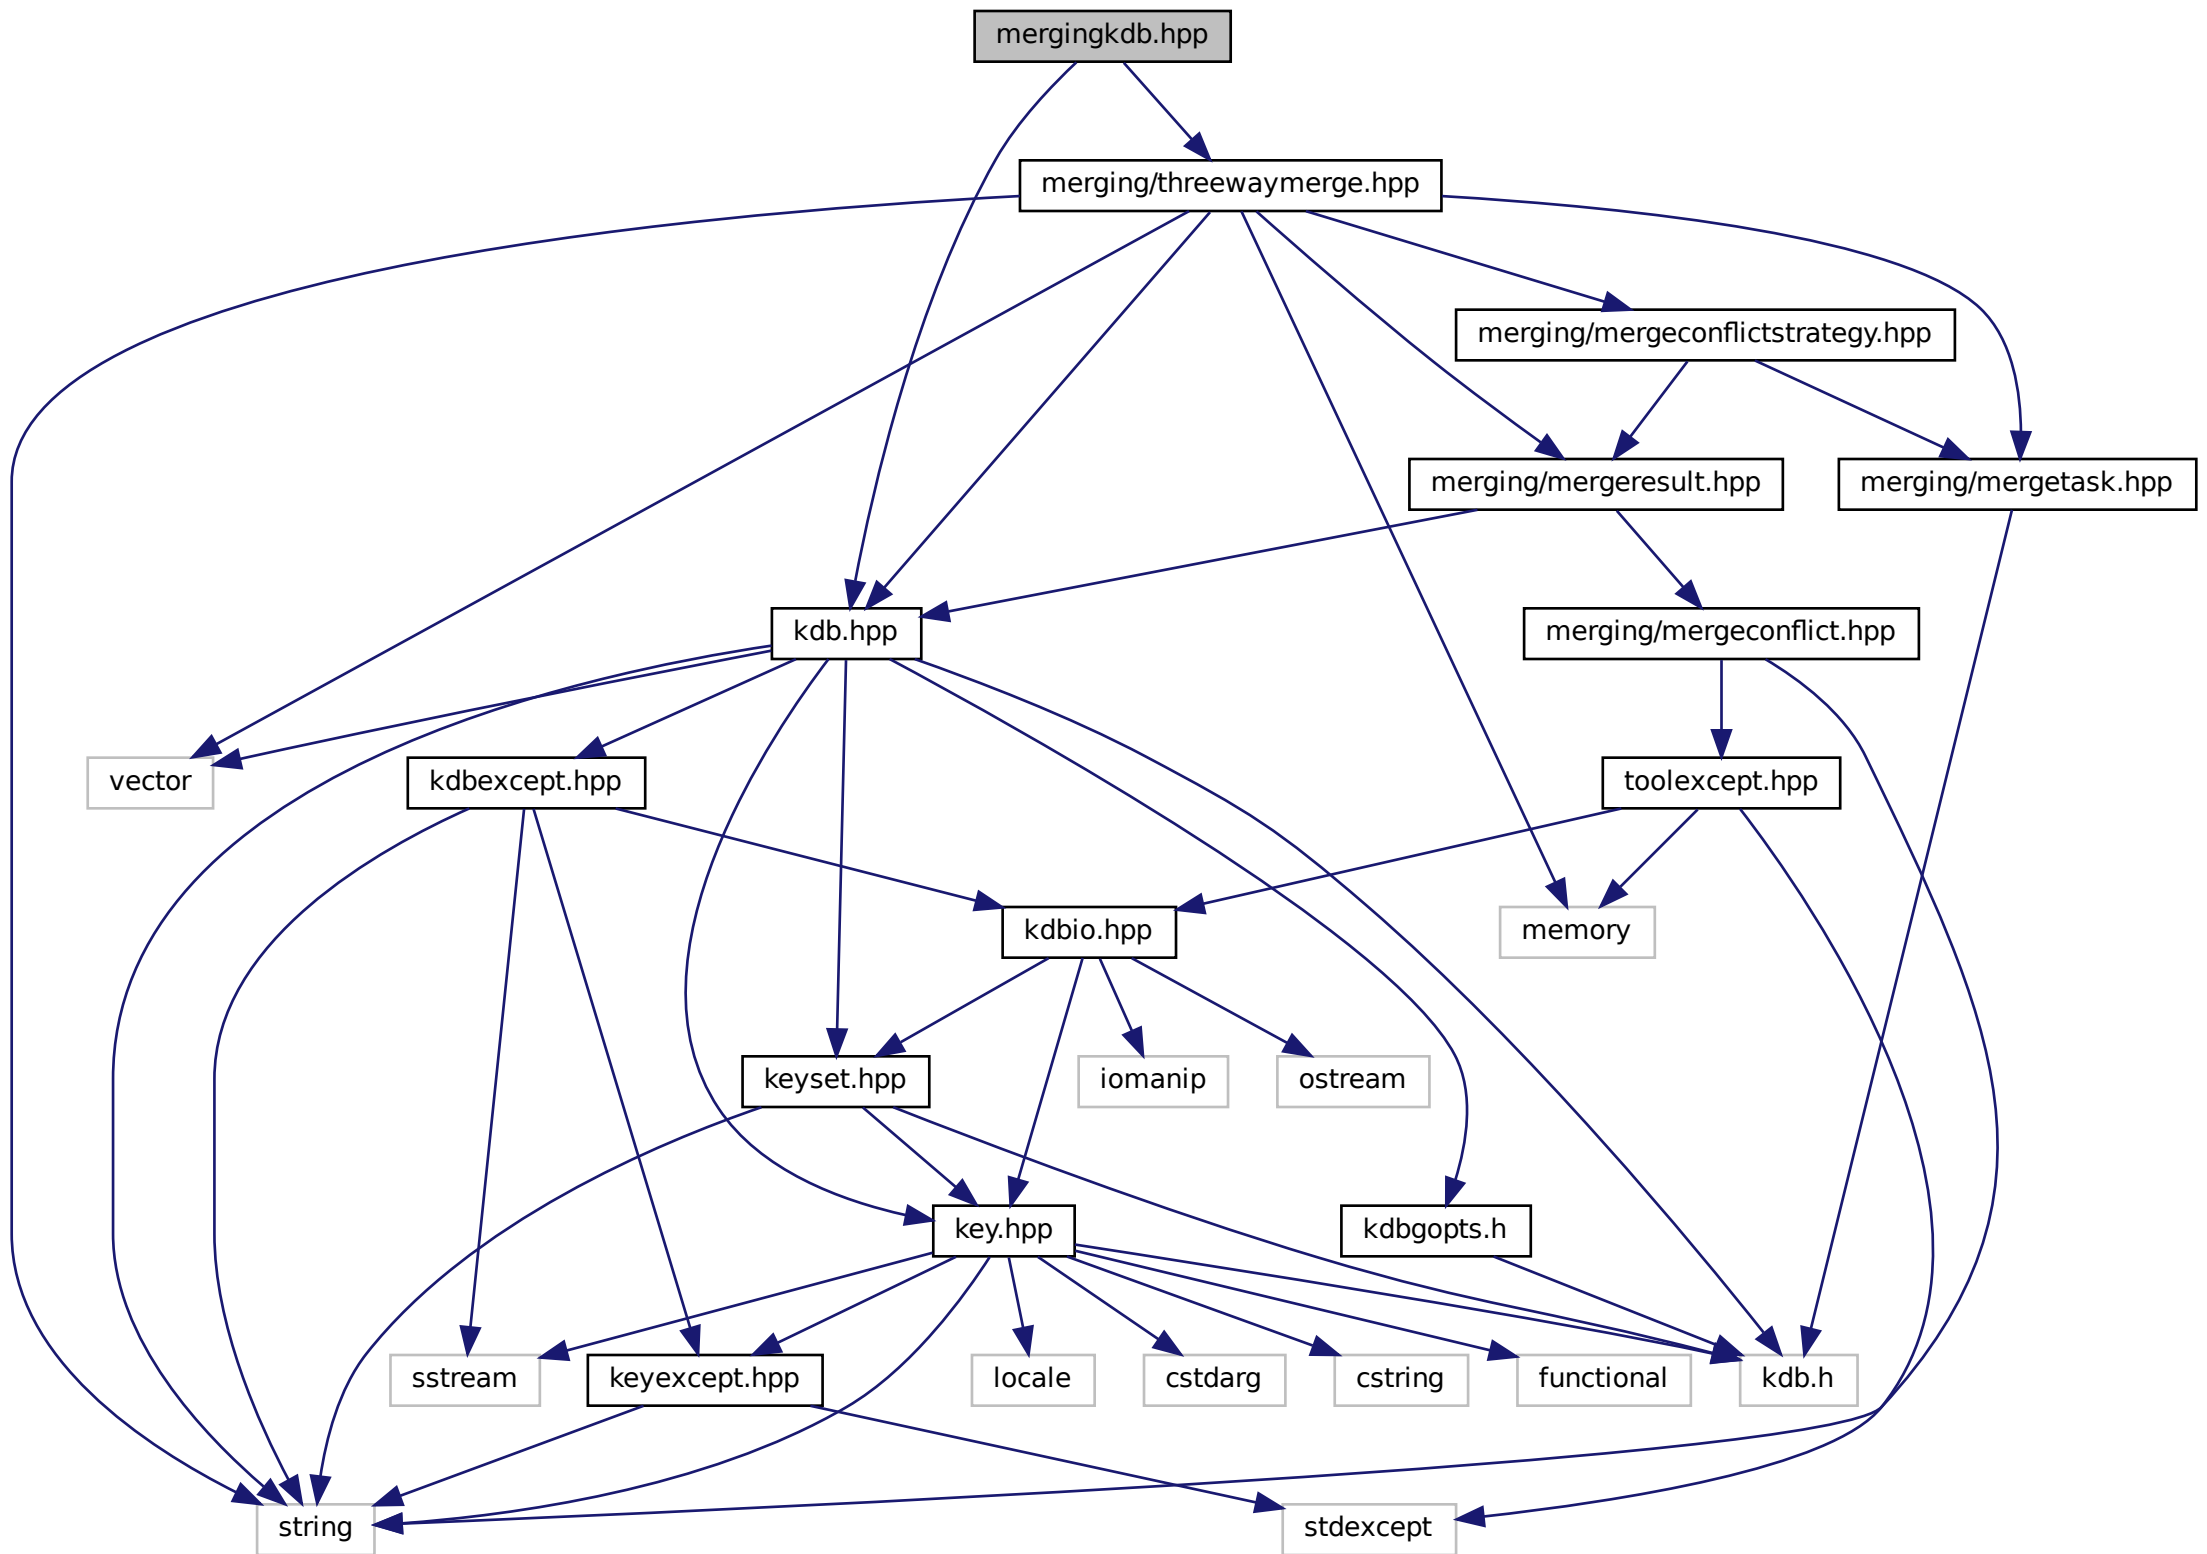 mergingkdb.hpp
merging/threewaymerge.hpp
merging/mergeconflictstrategy.hpp
merging/mergeresult.hpp
merging/mergetask.hpp
kdb.hpp
merging/mergeconflict.hpp
vector
kdbexcept.hpp
toolexcept.hpp
kdbio.hpp
memory
keyset.hpp
iomanip
ostream
key.hpp
kdbgopts.h
sstream
keyexcept.hpp
locale
cstdarg
cstring
functional
kdb.h
string
stdexcept